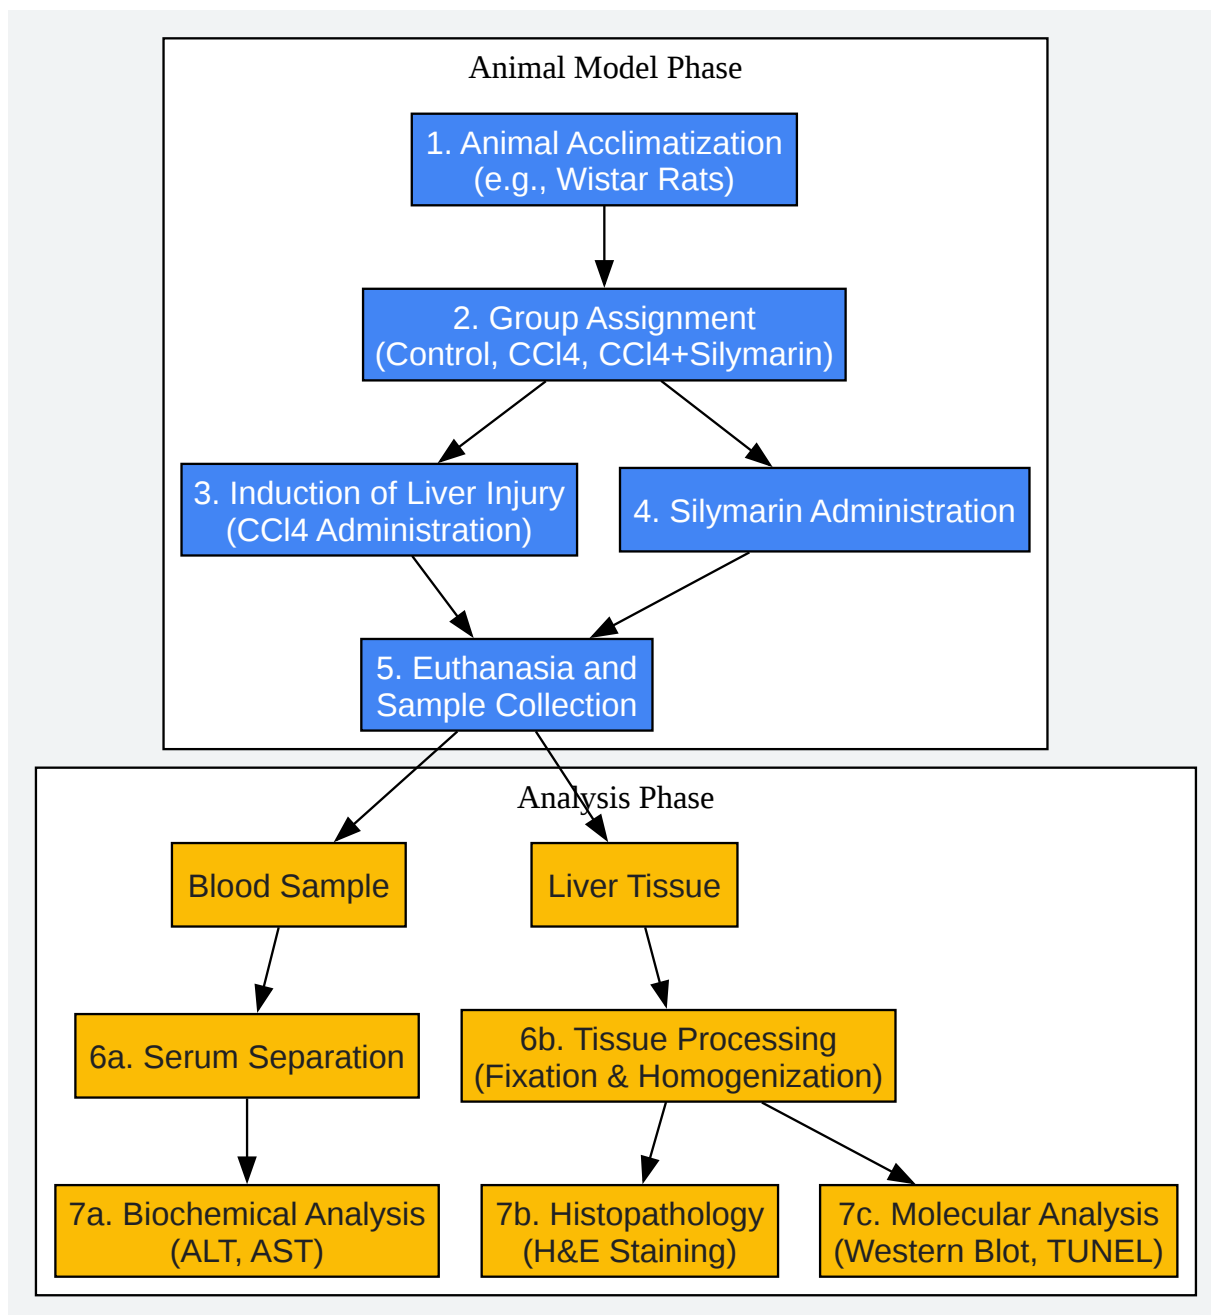 Animal Model Phase
1. Animal Acclimatization
(e.g., Wistar Rats)
2. Group Assignment
(Control, CCl4, CCl4+Silymarin)
3. Induction of Liver Injury
(CCl4 Administration)
4. Silymarin Administration
5. Euthanasia and
Sample Collection
Analysis Phase
Blood Sample
Liver Tissue
6a. Serum Separation
6b. Tissue Processing
(Fixation & Homogenization)
7a. Biochemical Analysis
(ALT, AST)
7b. Histopathology
(H&E Staining)
7c. Molecular Analysis
(Western Blot, TUNEL)